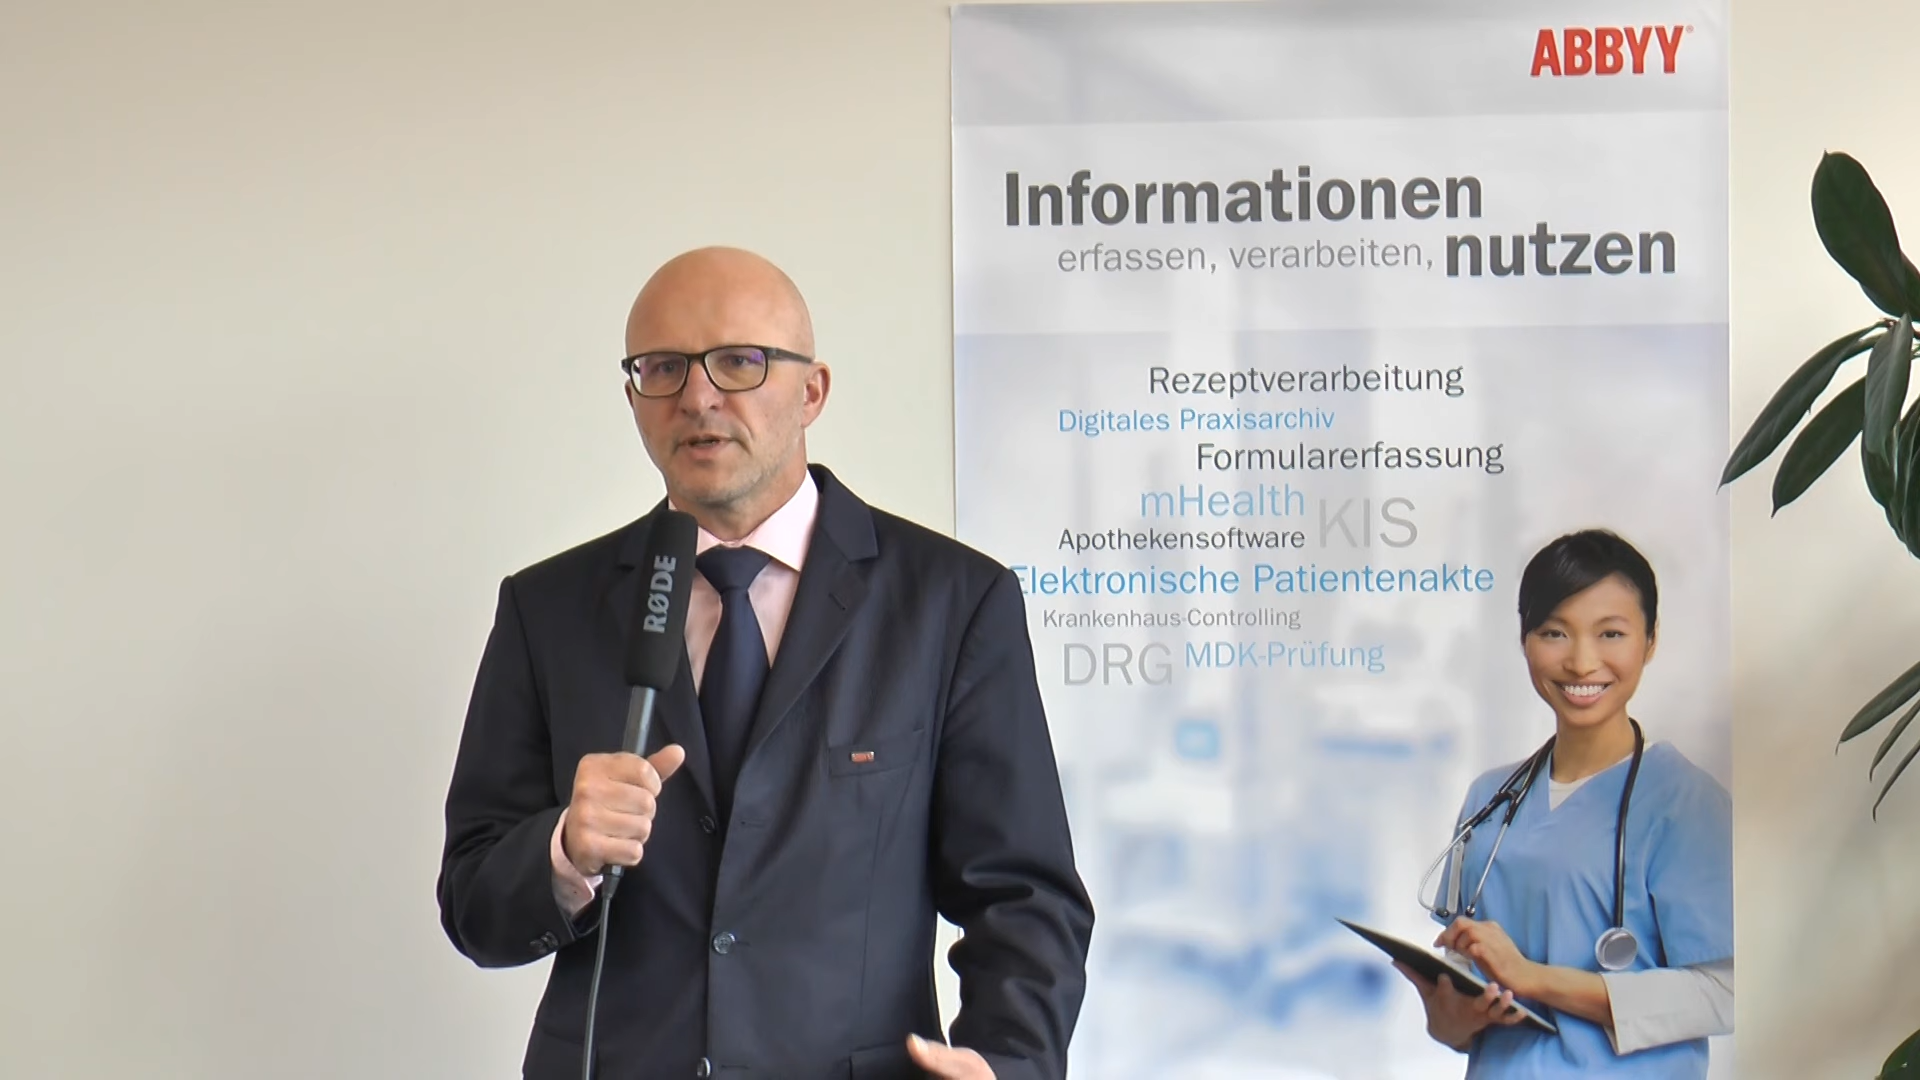 ABBYY®
Informationen
erfassen, verarbeiten, nutzen
Rezeptverarbeitung
Digitales Praxisarchiv
Formularerfassung
mHealth KIS
Apothekensoftware
Elektronische Patientenakte
Krankenhaus-Controlling
DRG MDK-Prüfung
RØDE